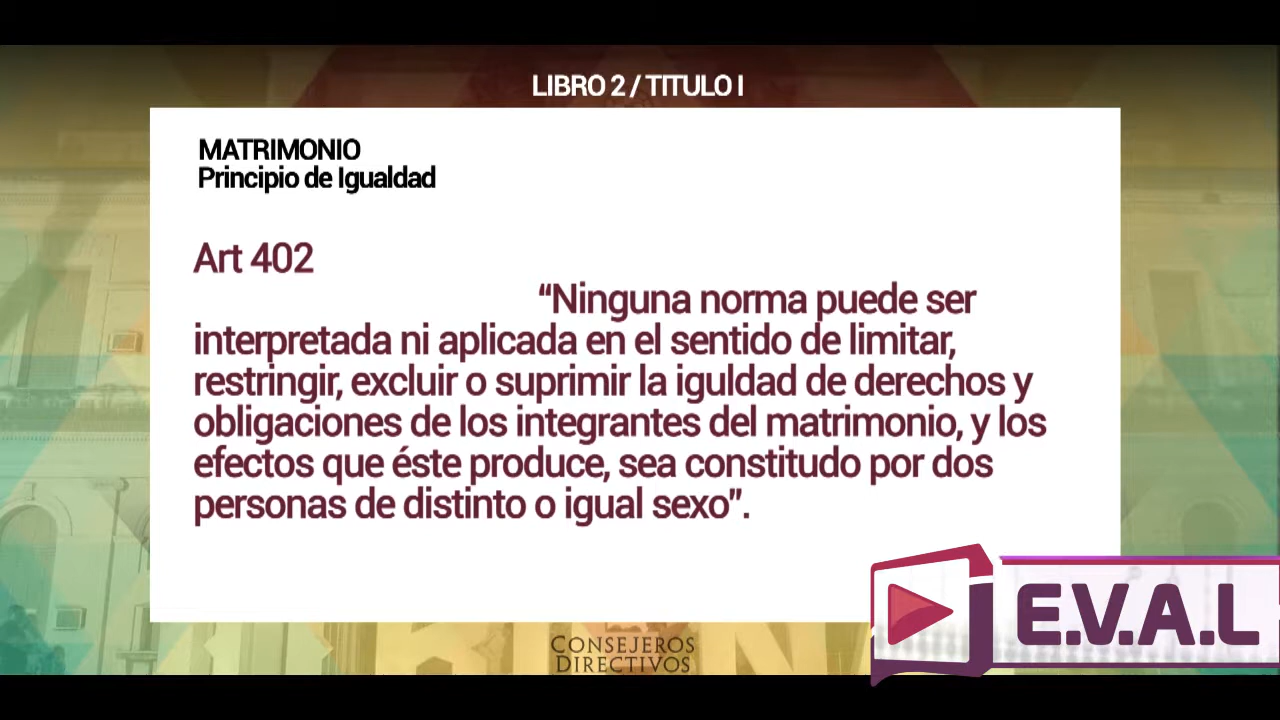 LIBRO 2 / TITULO I
MATRIMONIO
Principio de Igualdad
Art 402
“Ninguna norma puede ser
interpretada ni aplicada en el sentido de limitar,
restringir, excluir o suprimir la iguldad de derechos y
obligaciones de los integrantes del matrimonio, y los
efectos que éste produce, sea constitudo por dos
personas de distinto o igual sexo”.
CONSEJEROS
DIRECTIVOS
E.V.A.L